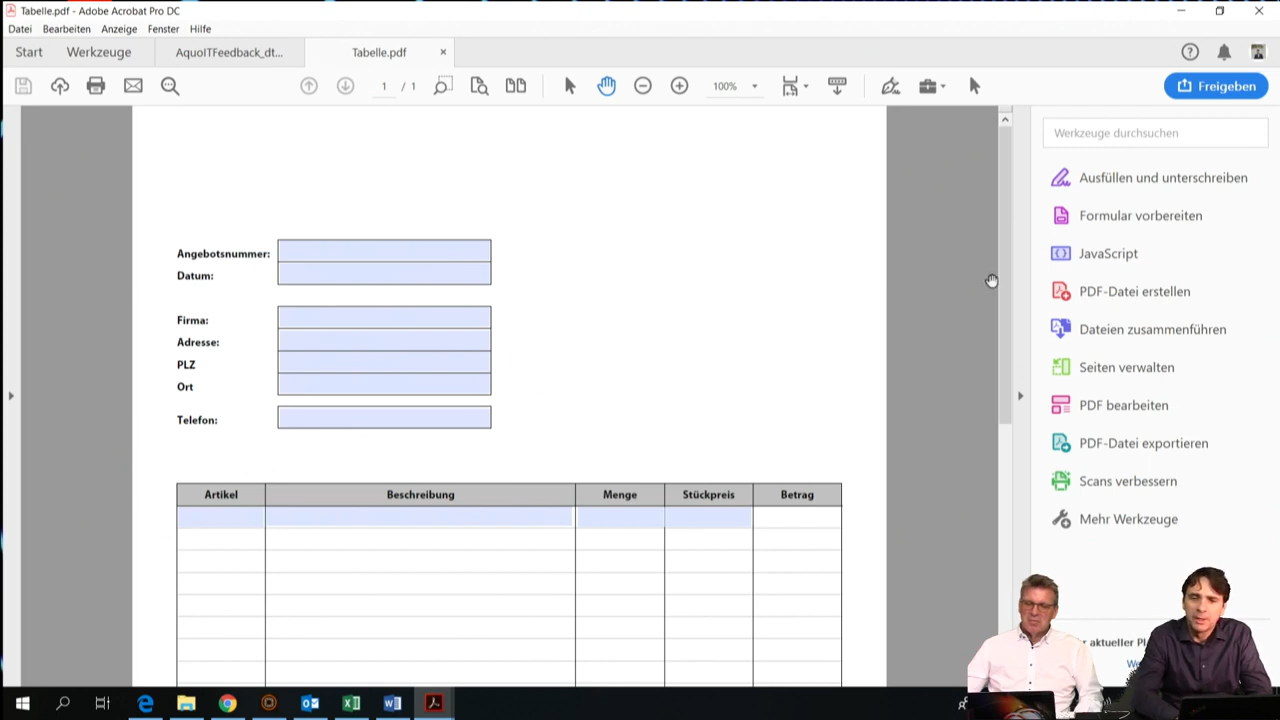 Tabelle.pdf - Adobe Acrobat Pro DC
Datei Bearbeiten Anzeige Fenster Hilfe
Start Werkzeuge AquoITFeedback_dt... Tabelle.pdf ×
1 / 1 100% Freigeben
Werkzeuge durchsuchen
Ausfüllen und unterschreiben
Formular vorbereiten
JavaScript
PDF-Datei erstellen
Dateien zusammenführen
Seiten verwalten
PDF bearbeiten
PDF-Datei exportieren
Scans verbessern
Mehr Werkzeuge
Angebotsnummer:
Datum:
Firma:
Adresse:
PLZ
Ort
Telefon:
Artikel Beschreibung Menge Stückpreis Betrag
aktueller